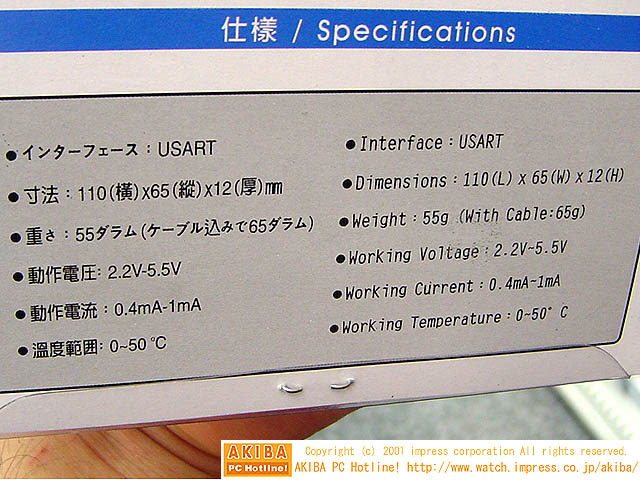 仕樣 / Specifications
●インターフェース：USART
●寸法：110(橫)x65(縱)x12(厚)mm
●重さ：55ダラム(ケーブル込みで65ダラム)
●動作電圧: 2.2V-5.5V
●動作電流：0.4mA-1mA
●溫度範囲: 0~50℃
●Interface：USART
●Dimensions：110(L) x 65(W) x 12(H)
●Weight：55g (With Cable:65g)
●Working Voltage：2.2V~5.5V
●Working Current：0.4mA-1mA
●Working Temperature：0~50° C
AKIBA PC Hotline!
Copyright (c) 2001 impress corporation All rights reserved.
AKIBA PC Hotline! http://www.watch.impress.co.jp/akiba/